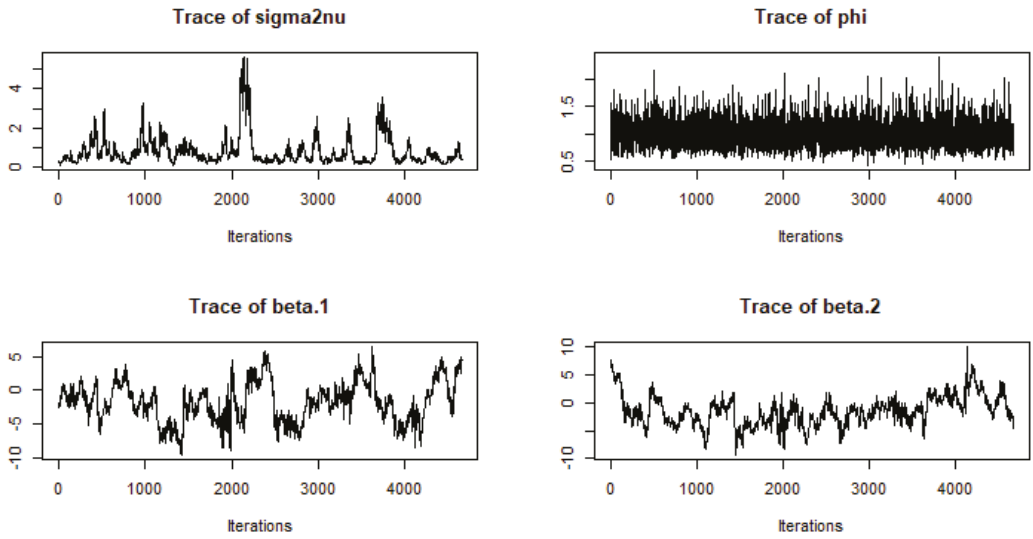 Trace of sigma2nu
0 2 4
0 1000 2000 3000 4000
Iterations
Trace of phi
0.5 1.5
0 1000 2000 3000 4000
Iterations
Trace of beta.1
-10 -5 0 5
0 1000 2000 3000 4000
Iterations
Trace of beta.2
-10 0 5 10
0 1000 2000 3000 4000
Iterations